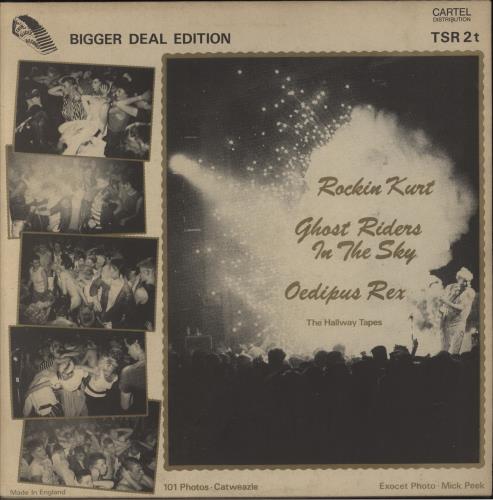 BIGGER DEAL EDITION
CARTEL
DISTRIBUTION
TSR 2t
Rockin Kurt
Ghost Riders
In The Sky
Oedipus Rex
The Hallway Tapes
Made In England
101 Photos · Catweazle
Exocet Photo · Mick Peek